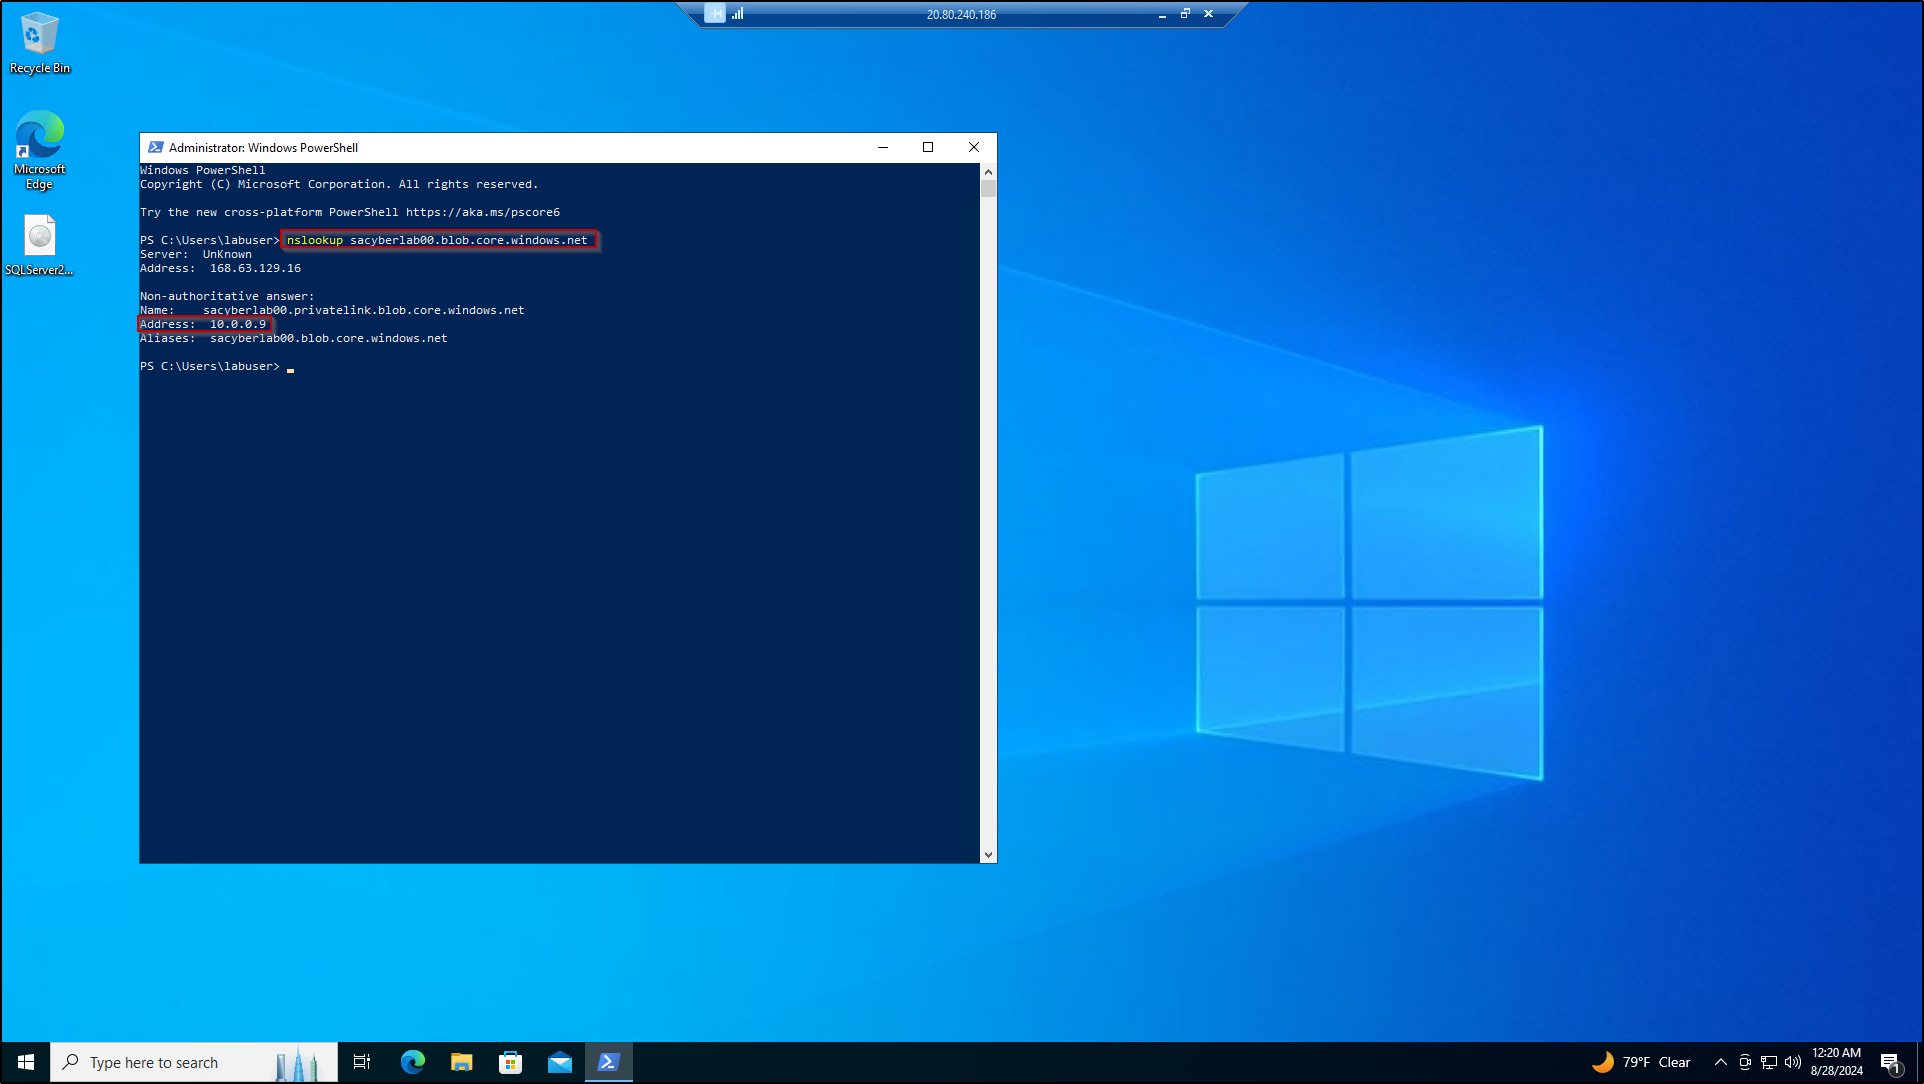 20.80.240.186
Recycle Bin
Microsoft
Edge
SQLServer2...
Administrator: Windows PowerShell
Windows PowerShell
Copyright (C) Microsoft Corporation. All rights reserved.
Try the new cross-platform PowerShell https://aka.ms/pscore6
PS C:\Users\labuser> nslookup sacyberlab00.blob.core.windows.net
Server:  UnKnown
Address:  168.63.129.16
Non-authoritative answer:
Name:    sacyberlab00.privatelink.blob.core.windows.net
Address:  10.0.0.9
Aliases:  sacyberlab00.blob.core.windows.net
PS C:\Users\labuser>
Type here to search
79°F Clear
12:20 AM
8/28/2024
1